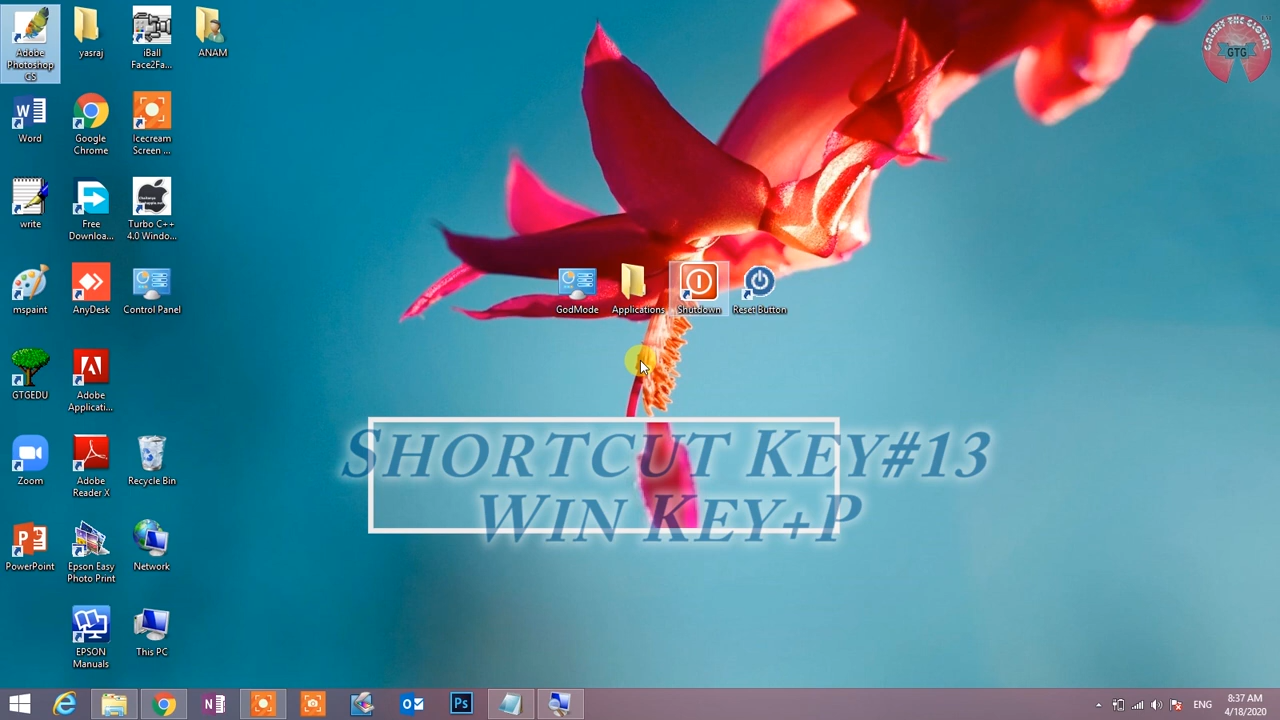 Adobe
Photoshop
CS
yasraj
iBall
Face2Fa...
ANAM
GALAXY THE GLOBAL
GTG
Word
Google
Chrome
Icecream
Screen ...
write
Free
Downloa...
Turbo C++
4.0 Windo...
mspaint
AnyDesk
Control Panel
GodMode
Applications
Shutdown
Reset Button
GTGEDU
Adobe
Applicati...
SHORTCUT KEY#13
WIN KEY+P
Zoom
Adobe
Reader X
Recycle Bin
PowerPoint
Epson Easy
Photo Print
Network
EPSON
Manuals
This PC
ENG
8:37 AM
4/18/2020